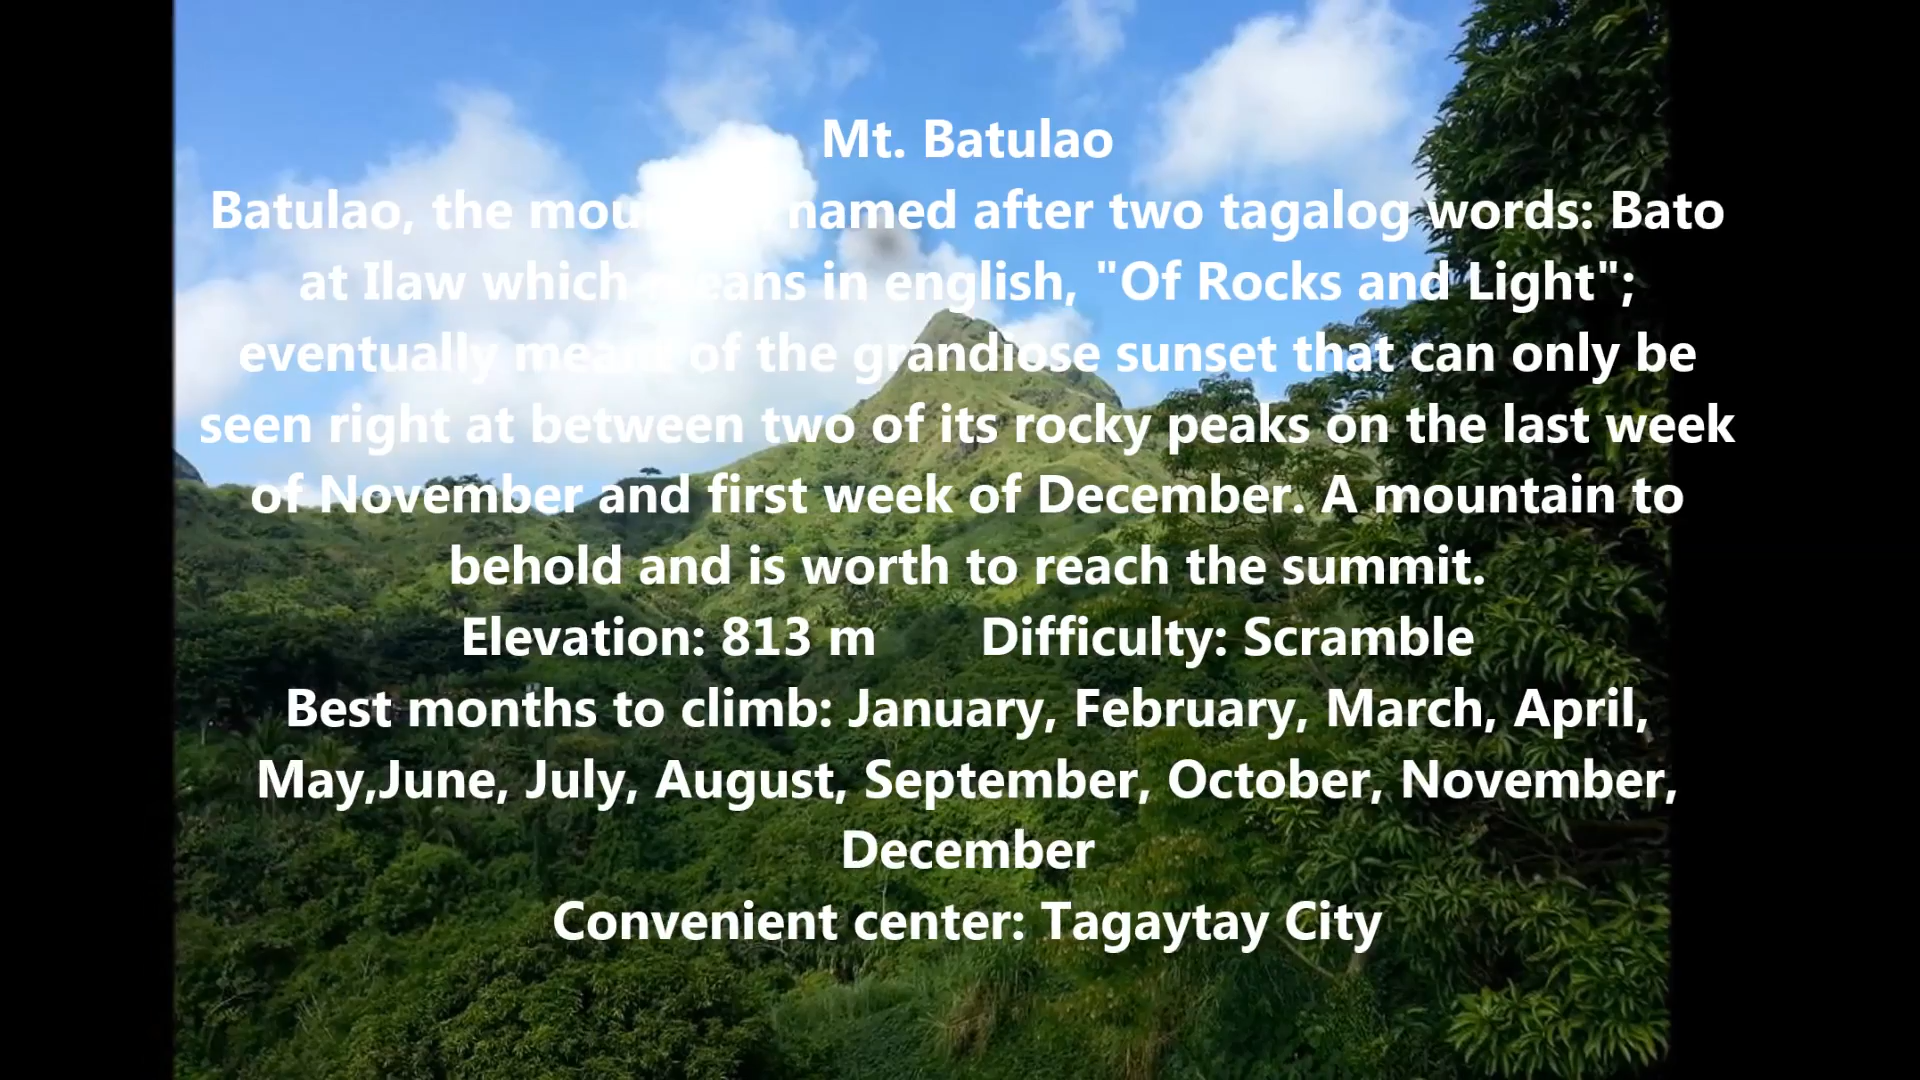 Mt. Batulao
Batulao, the mountain named after two tagalog words: Bato
at Ilaw which means in english, "Of Rocks and Light";
eventually meant of the grandiose sunset that can only be
seen right at between two of its rocky peaks on the last week
of November and first week of December. A mountain to
behold and is worth to reach the summit.
Elevation: 813 m Difficulty: Scramble
Best months to climb: January, February, March, April,
May,June, July, August, September, October, November,
December
Convenient center: Tagaytay City